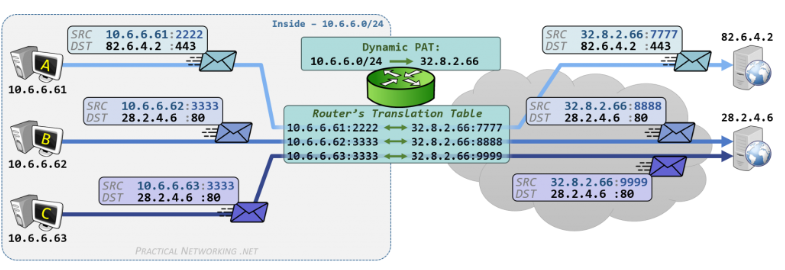 Inside – 10.6.6.0/24
SRC 10.6.6.61:2222
DST 82.6.4.2 :443
A
10.6.6.61
Dynamic PAT:
10.6.6.0/24 32.8.2.66
SRC 32.8.2.66:7777
DST 82.6.4.2 :443
82.6.4.2
SRC 10.6.6.62:3333
DST 28.2.4.6 :80
B
10.6.6.62
Router's Translation Table
10.6.6.61:2222 32.8.2.66:7777
10.6.6.62:3333 32.8.2.66:8888
10.6.6.63:3333 32.8.2.66:9999
SRC 32.8.2.66:8888
DST 28.2.4.6 :80
28.2.4.6
SRC 10.6.6.63:3333
DST 28.2.4.6 :80
C
10.6.6.63
SRC 32.8.2.66:9999
DST 28.2.4.6 :80
PRACTICAL NETWORKING .NET